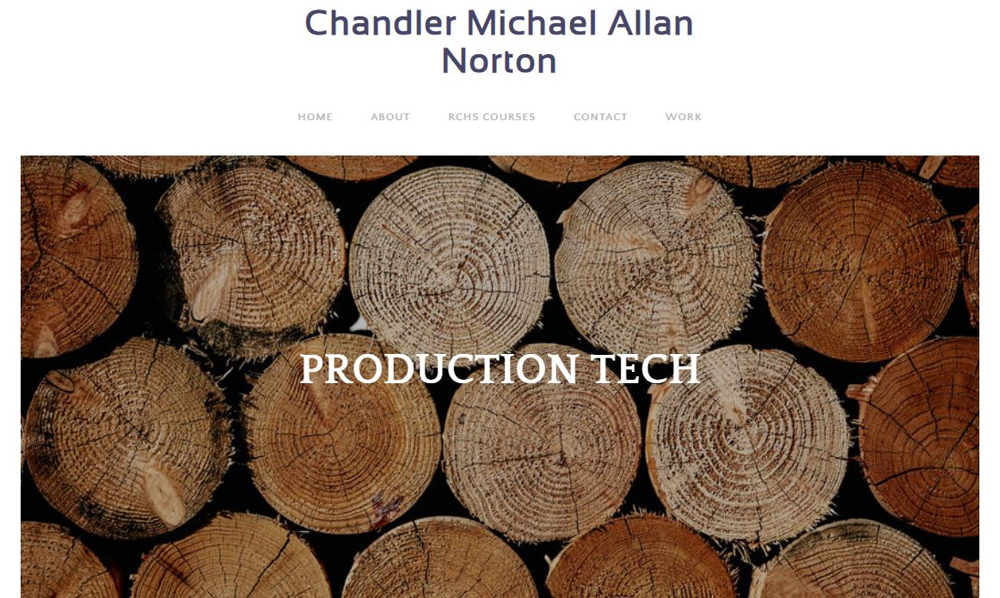 Chandler Michael Allan
Norton
HOME ABOUT RCHS COURSES CONTACT WORK
PRODUCTION TECH